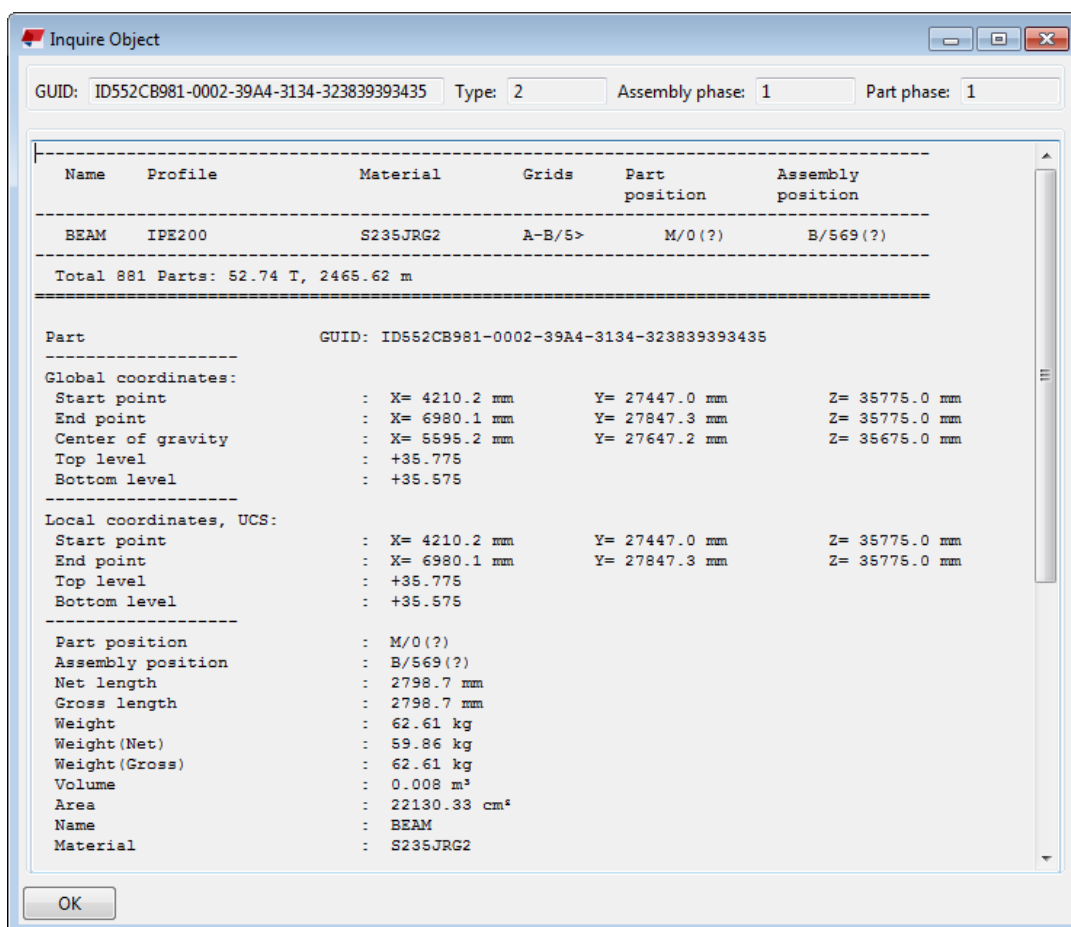 Inquire Object
GUID: ID552CB981-0002-39A4-3134-323839393435 Type: 2 Assembly phase: 1 Part phase: 1
Name Profile Material Grids Part Assembly
position position
BEAM IPE200 S235JRG2 A-B/5> M/0(?) B/569(?)
Total 881 Parts: 52.74 T, 2465.62 m
Part GUID: ID552CB981-0002-39A4-3134-323839393435
Global coordinates:
Start point : X= 4210.2 mm Y= 27447.0 mm Z= 35775.0 mm
End point : X= 6980.1 mm Y= 27847.3 mm Z= 35775.0 mm
Center of gravity : X= 5595.2 mm Y= 27647.2 mm Z= 35675.0 mm
Top level : +35.775
Bottom level : +35.575
Local coordinates, UCS:
Start point : X= 4210.2 mm Y= 27447.0 mm Z= 35775.0 mm
End point : X= 6980.1 mm Y= 27847.3 mm Z= 35775.0 mm
Top level : +35.775
Bottom level : +35.575
Part position : M/0(?)
Assembly position : B/569(?)
Net length : 2798.7 mm
Gross length : 2798.7 mm
Weight : 62.61 kg
Weight(Net) : 59.86 kg
Weight(Gross) : 62.61 kg
Volume : 0.008 m³
Area : 22130.33 cm²
Name : BEAM
Material : S235JRG2
OK